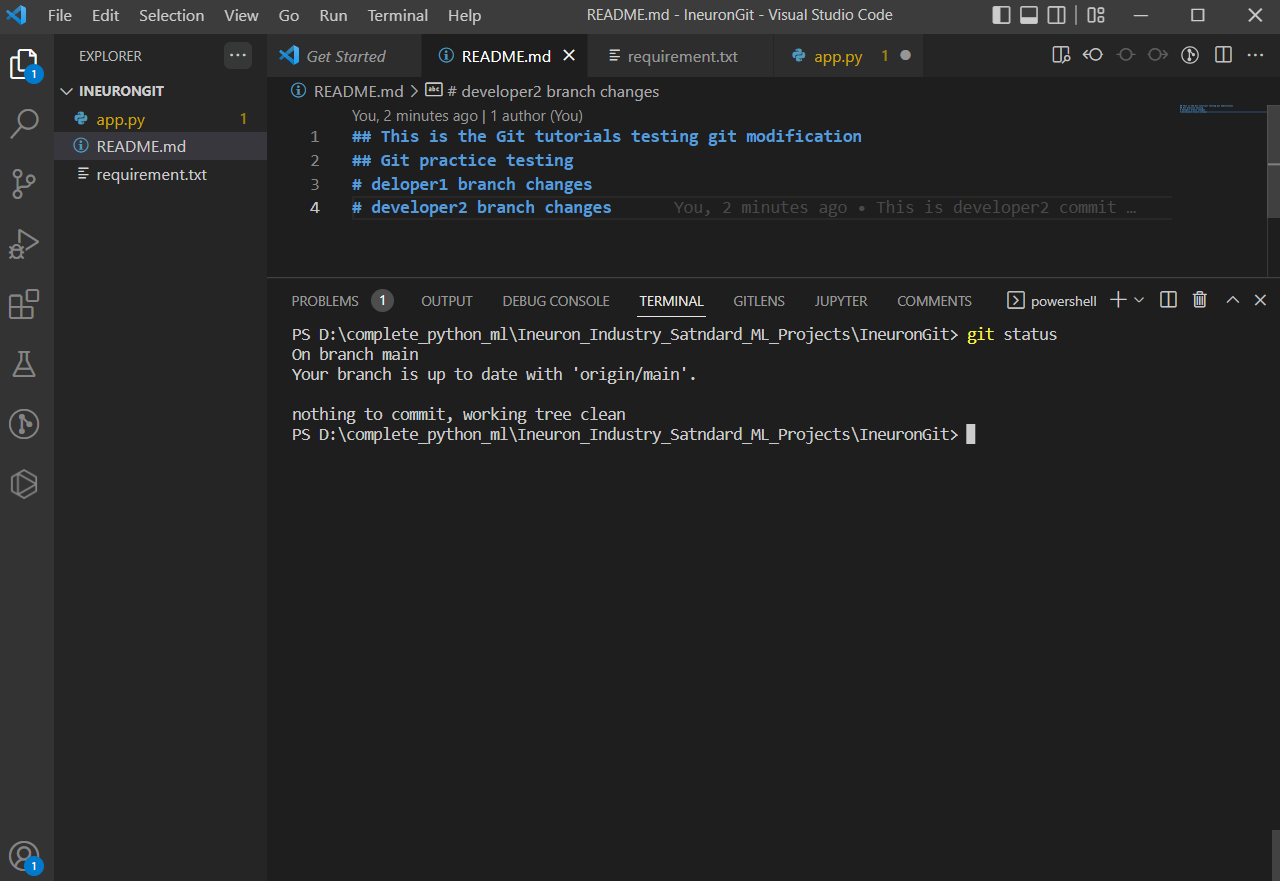 File Edit Selection View Go Run Terminal Help README.md - IneuronGit - Visual Studio Code
1
EXPLORER
INEURONGIT
app.py 1
README.md
requirement.txt
Get Started README.md requirement.txt app.py 1
README.md # developer2 branch changes
You, 2 minutes ago | 1 author (You)
1 ## This is the Git tutorials testing git modification
2 ## Git practice testing
3 # deloper1 branch changes
4 # developer2 branch changes You, 2 minutes ago • This is developer2 commit …
PROBLEMS 1 OUTPUT DEBUG CONSOLE TERMINAL GITLENS JUPYTER COMMENTS powershell
PS D:\complete_python_ml\Ineuron_Industry_Satndard_ML_Projects\IneuronGit> git status
On branch main
Your branch is up to date with 'origin/main'.
nothing to commit, working tree clean
PS D:\complete_python_ml\Ineuron_Industry_Satndard_ML_Projects\IneuronGit>
1